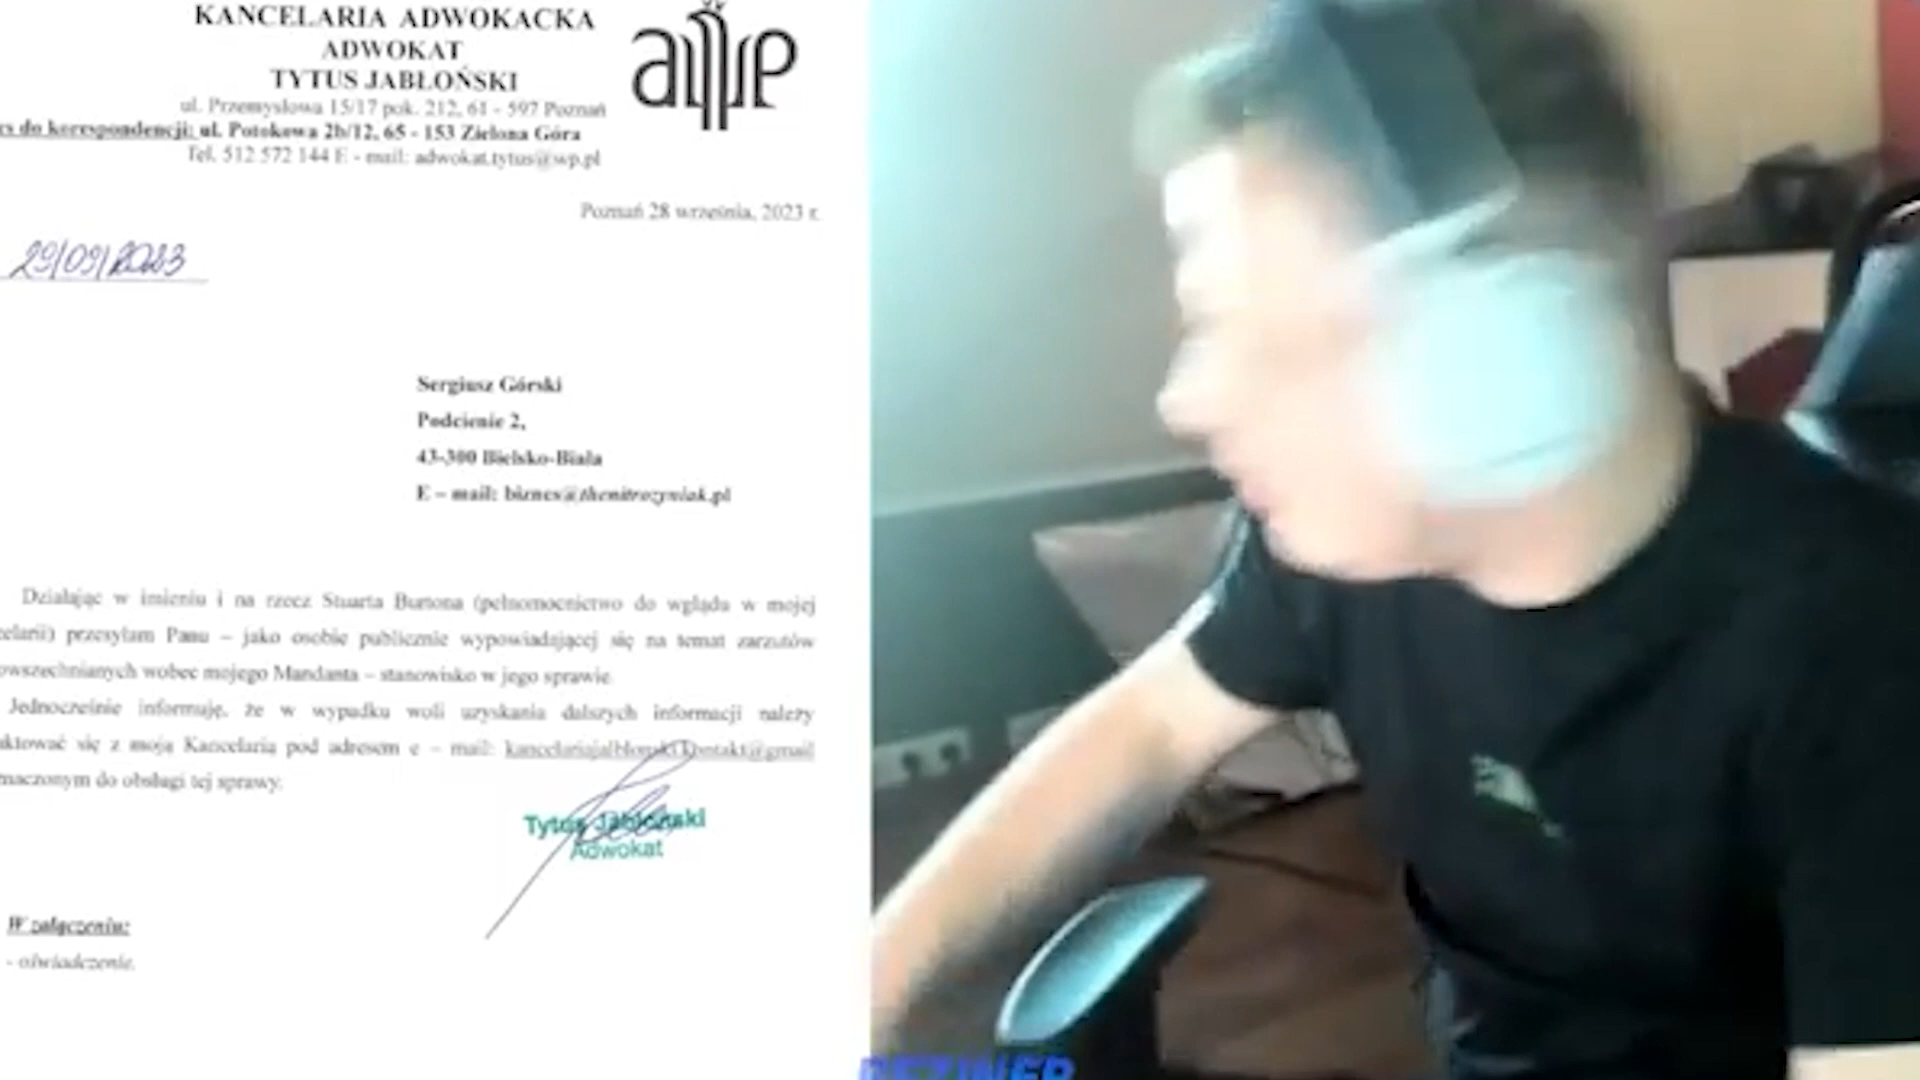 KANCELARIA ADWOKACKA
ADWOKAT
TYTUS JABŁOŃSKI
ul. Przemysłowa 15/17 pok. 212, 61 - 597 Poznań
do korespondencji: ul. Potokowa 2b/12, 65 - 153 Zielona Góra
Tel. 512 572 144 E - mail: adwokat.tytus@wp.pl
Poznań 28 września, 2023 r.
29/09/2023
Sergiusz Górski
Podcienie 2,
43-300 Bielsko-Biała
E – mail: biznes@thenitrozyniak.pl
Działając w imieniu i na rzecz Stuarta Burtona (pełnomocnictwo do wglądu w mojej
przesyłam Panu – jako osobie publicznie wypowiadającej się na temat zarzutów
wobec mojego Mandanta – stanowisko w jego sprawie.
Jednocześnie informuję, że w wypadku woli uzyskania dalszych informacji należy
się z moją Kancelarią pod adresem e – mail:
do obsługi tej sprawy.
Tytus Jabłoński
Adwokat
W załączeniu:
- oświadczenie.